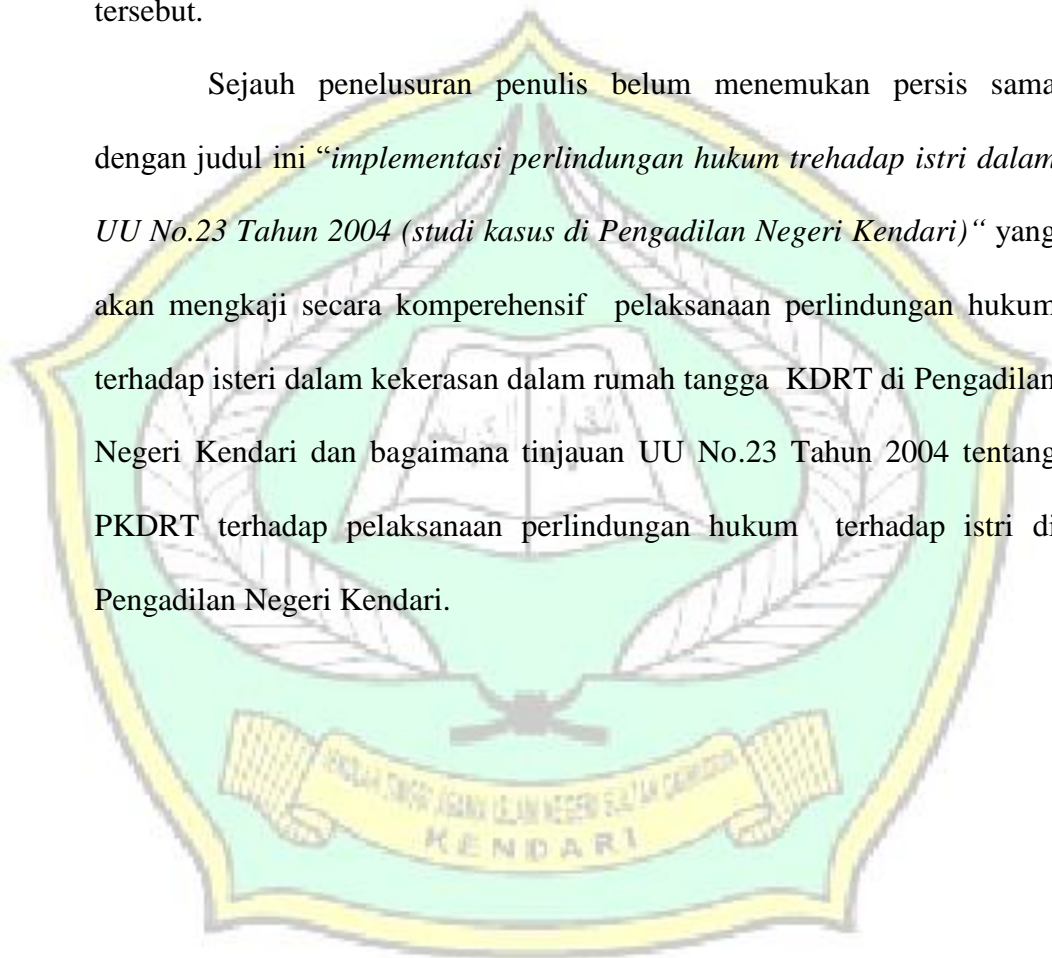 tersebut.
Sejauh penelusuran penulis belum menemukan persis sama
dengan judul ini “implementasi perlindungan hukum trehadap istri dalam
UU No.23 Tahun 2004 (studi kasus di Pengadilan Negeri Kendari)“ yang
akan mengkaji secara komperehensif pelaksanaan perlindungan hukum
terhadap isteri dalam kekerasan dalam rumah tangga KDRT di Pengadilan
Negeri Kendari dan bagaimana tinjauan UU No.23 Tahun 2004 tentang
PKDRT terhadap pelaksanaan perlindungan hukum terhadap istri di
Pengadilan Negeri Kendari.
KENDARI